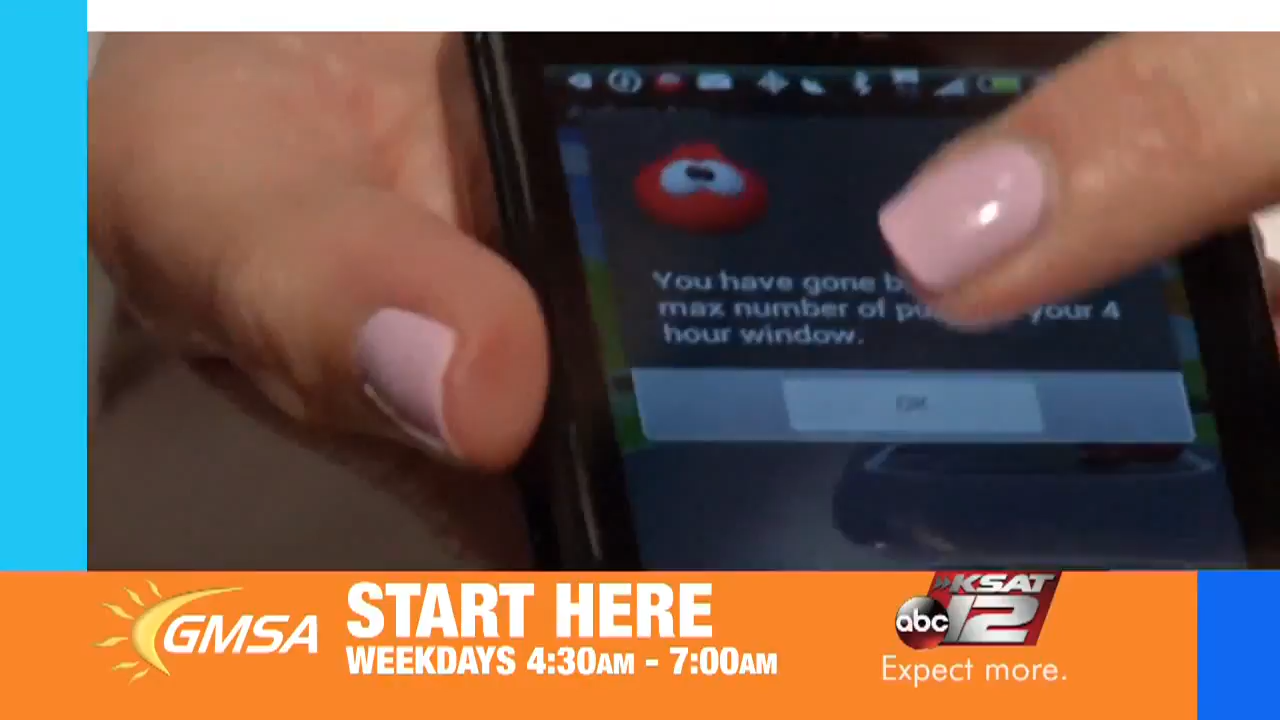 You have gone
max number of your 4
hour window.
OK
GMSA
START HERE
WEEKDAYS 4:30AM - 7:00AM
KSAT
abc 12
Expect more.